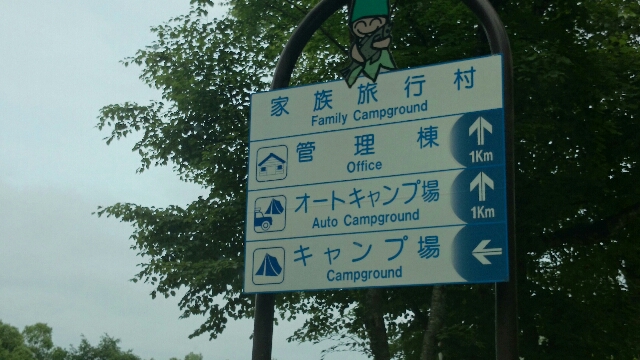 家族旅行村
Family Campground
管理棟
Office
1Km
オートキャンプ場
Auto Campground
1Km
キャンプ場
Campground